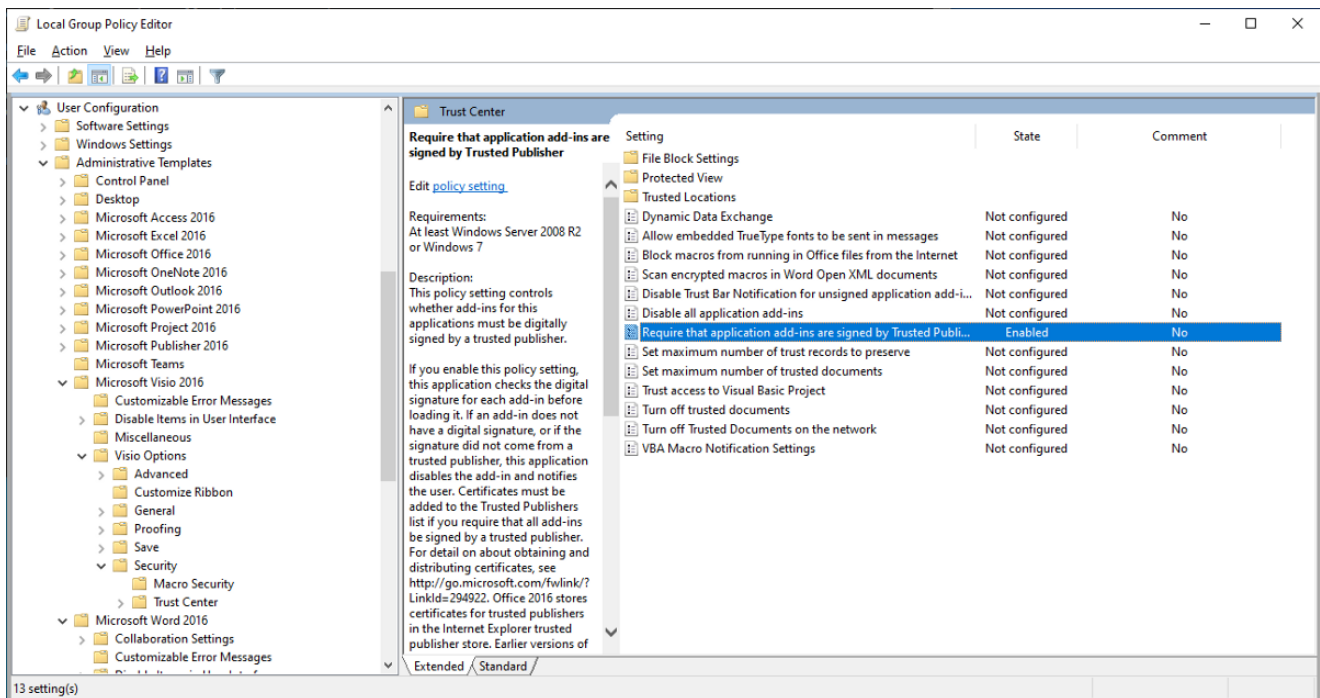 Local Group Policy Editor
File Action View Help
User Configuration
Software Settings
Windows Settings
Administrative Templates
Control Panel
Desktop
Microsoft Access 2016
Microsoft Excel 2016
Microsoft Office 2016
Microsoft OneNote 2016
Microsoft Outlook 2016
Microsoft PowerPoint 2016
Microsoft Project 2016
Microsoft Publisher 2016
Microsoft Teams
Microsoft Visio 2016
Customizable Error Messages
Disable Items in User Interface
Miscellaneous
Visio Options
Advanced
Customize Ribbon
General
Proofing
Save
Security
Macro Security
Trust Center
Microsoft Word 2016
Collaboration Settings
Customizable Error Messages
Trust Center
Require that application add-ins are
signed by Trusted Publisher
Edit policy setting
Requirements:
At least Windows Server 2008 R2
or Windows 7
Description:
This policy setting controls
whether add-ins for this
applications must be digitally
signed by a trusted publisher.
If you enable this policy setting,
this application checks the digital
signature for each add-in before
loading it. If an add-in does not
have a digital signature, or if the
signature did not come from a
trusted publisher, this application
disables the add-in and notifies
the user. Certificates must be
added to the Trusted Publishers
list if you require that all add-ins
be signed by a trusted publisher.
For detail on about obtaining and
distributing certificates, see
http://go.microsoft.com/fwlink/?
LinkId=294922. Office 2016 stores
certificates for trusted publishers
in the Internet Explorer trusted
publisher store. Earlier versions of
Setting State Comment
File Block Settings
Protected View
Trusted Locations
Dynamic Data Exchange Not configured No
Allow embedded TrueType fonts to be sent in messages Not configured No
Block macros from running in Office files from the Internet Not configured No
Scan encrypted macros in Word Open XML documents Not configured No
Disable Trust Bar Notification for unsigned application add-i... Not configured No
Disable all application add-ins Not configured No
Require that application add-ins are signed by Trusted Publi... Enabled No
Set maximum number of trust records to preserve Not configured No
Set maximum number of trusted documents Not configured No
Trust access to Visual Basic Project Not configured No
Turn off trusted documents Not configured No
Turn off Trusted Documents on the network Not configured No
VBA Macro Notification Settings Not configured No
Extended Standard
13 setting(s)